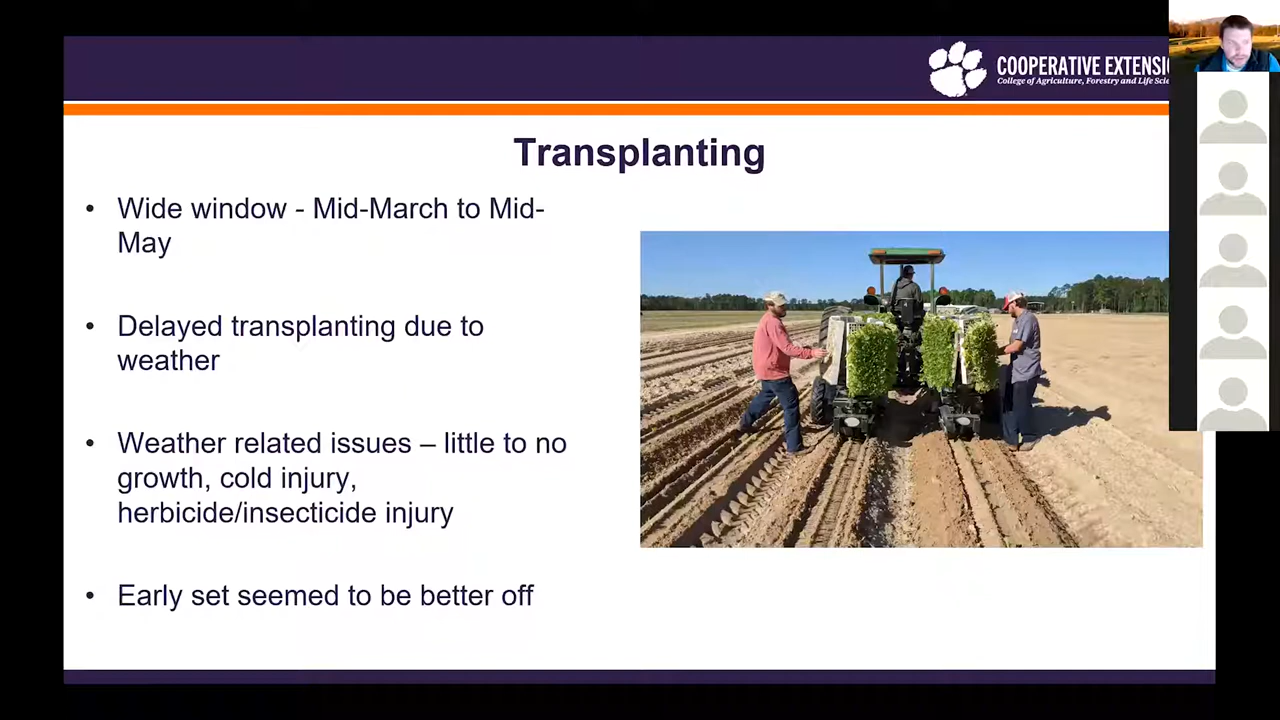 COOPERATIVE EXTENSI
College of Agriculture, Forestry and Life Sci
Transplanting
• Wide window - Mid-March to Mid-
May
• Delayed transplanting due to
weather
• Weather related issues – little to no
growth, cold injury,
herbicide/insecticide injury
• Early set seemed to be better off